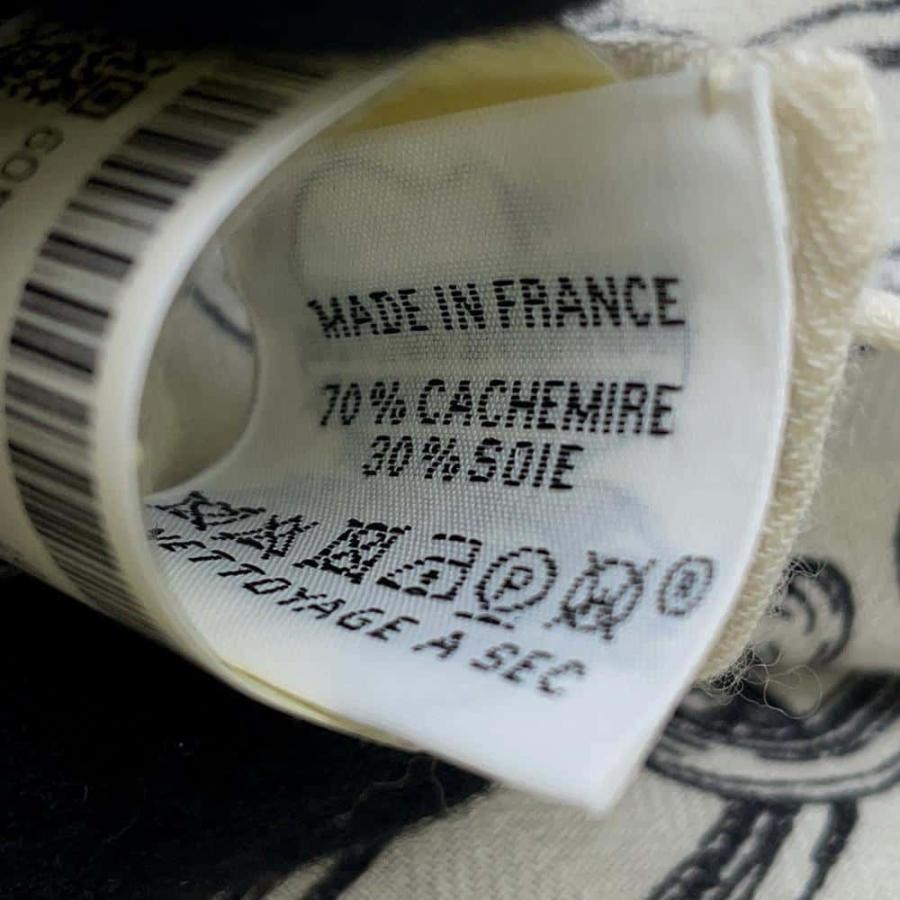 MADE IN FRANCE
70% CACHEMIRE
30% SOIE
P
®
NETTOYAGE A SEC